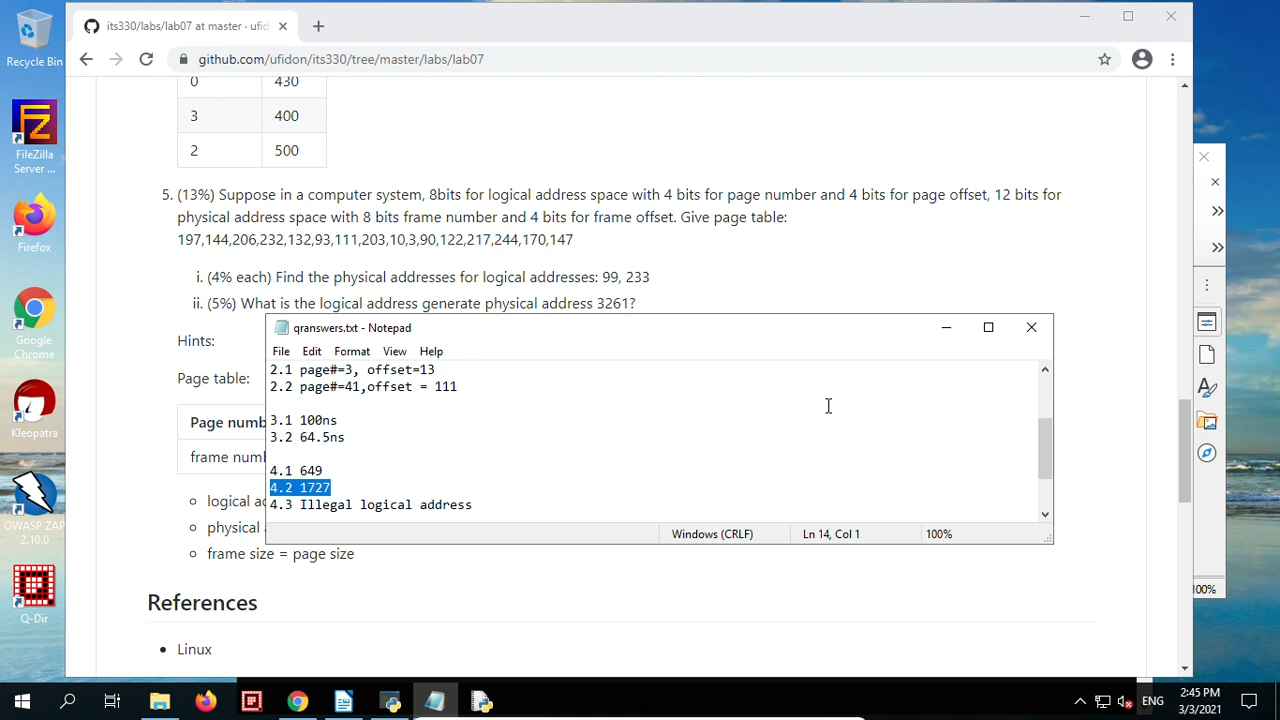 Recycle Bin
FileZilla
Server ...
Firefox
Google
Chrome
Kleopatra
OWASP ZAP
2.10.0
Q-Dir
its330/labs/lab07 at master · ufid
github.com/ufidon/its330/tree/master/labs/lab07
0 430
3 400
2 500
5. (13%) Suppose in a computer system, 8bits for logical address space with 4 bits for page number and 4 bits for page offset, 12 bits for
physical address space with 8 bits frame number and 4 bits for frame offset. Give page table:
197,144,206,232,132,93,111,203,10,3,90,122,217,244,170,147
i. (4% each) Find the physical addresses for logical addresses: 99, 233
ii. (5%) What is the logical address generate physical address 3261?
Hints:
Page table:
Page numb
frame numb
logical ad
physical
frame size = page size
References
Linux
qranswers.txt - Notepad
File Edit Format View Help
2.1 page#=3, offset=13
2.2 page#=41,offset = 111
3.1 100ns
3.2 64.5ns
4.1 649
4.2 1727
4.3 Illegal logical address
Windows (CRLF) Ln 14, Col 1 100%
100%
ENG
2:45 PM
3/3/2021